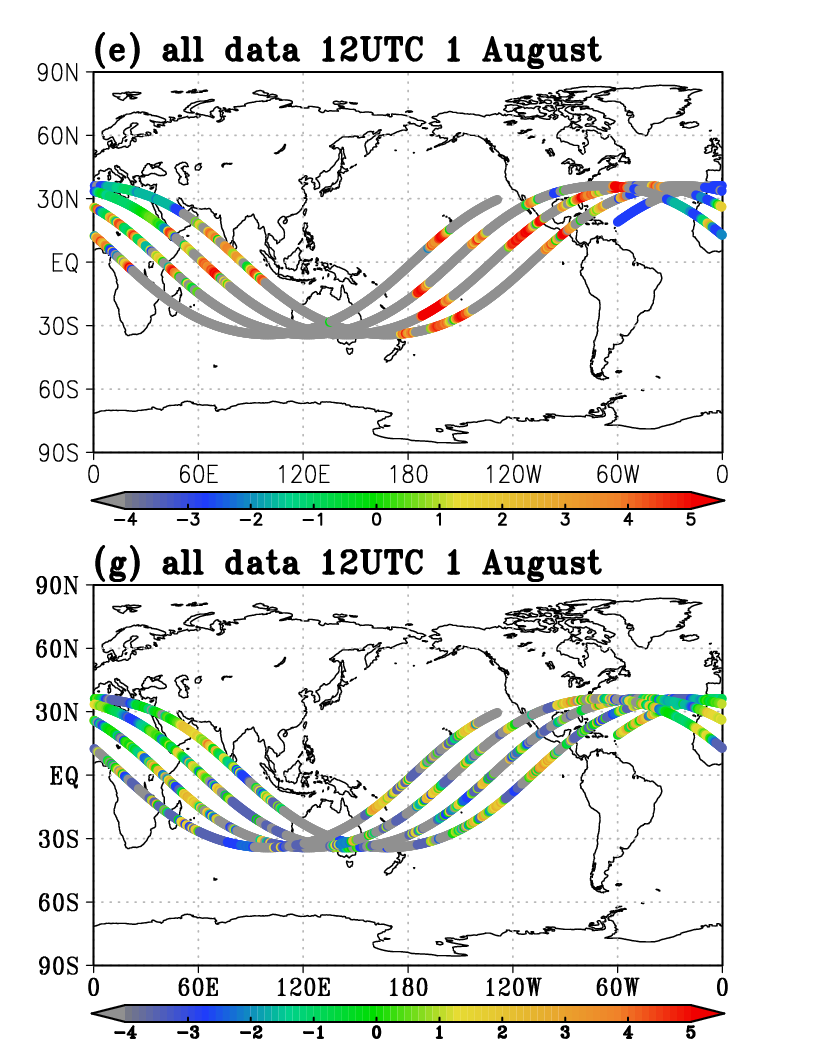 (e) all data 12UTC 1 August
90N
60N
30N
EQ
30S
60S
90S
0 60E 120E 180 120W 60W 0
-4 -3 -2 -1 0 1 2 3 4 5
(g) all data 12UTC 1 August
90N
60N
30N
EQ
30S
60S
90S
0 60E 120E 180 120W 60W 0
-4 -3 -2 -1 0 1 2 3 4 5